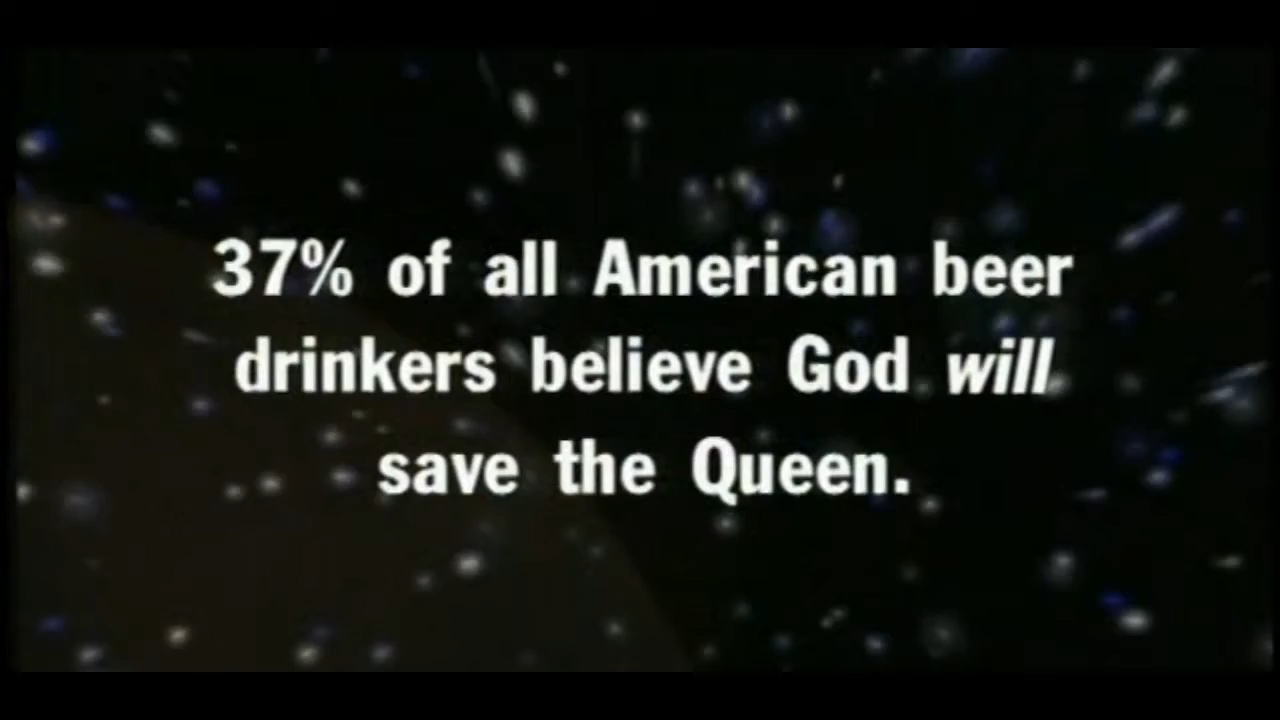 37% of all American beer
drinkers believe God will
save the Queen.